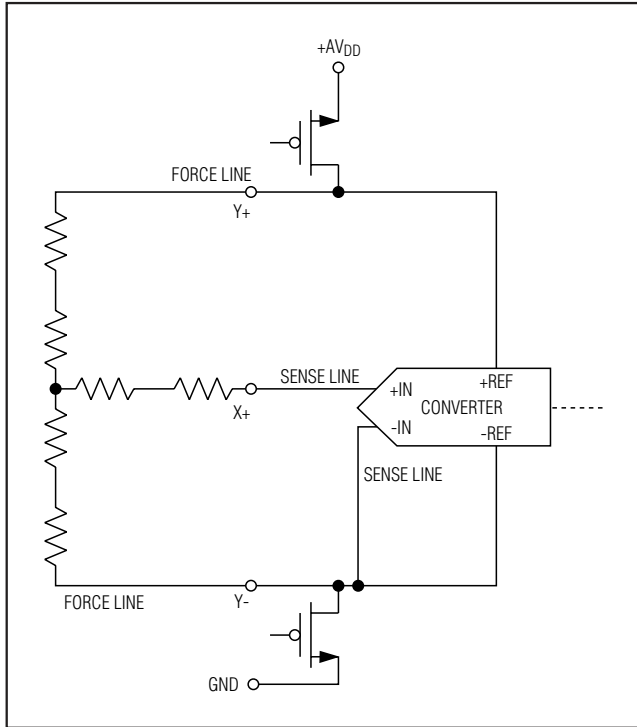 +AVDD
FORCE LINE
Y+
SENSE LINE
X+
+IN
+REF
CONVERTER
-IN
-REF
SENSE LINE
FORCE LINE
Y-
GND